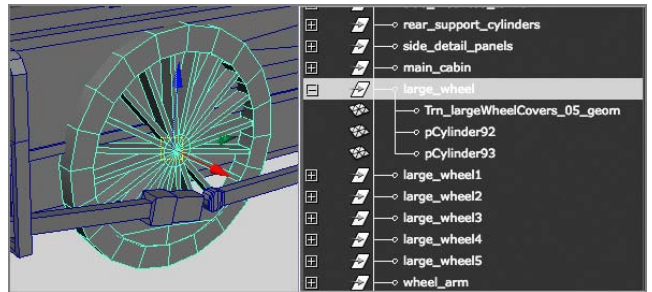 rear_support_cylinders
side_detail_panels
main_cabin
large_wheel
Trn_largeWheelCovers_05_geom
pCylinder92
pCylinder93
large_wheel1
large_wheel2
large_wheel3
large_wheel4
large_wheel5
wheel_arm